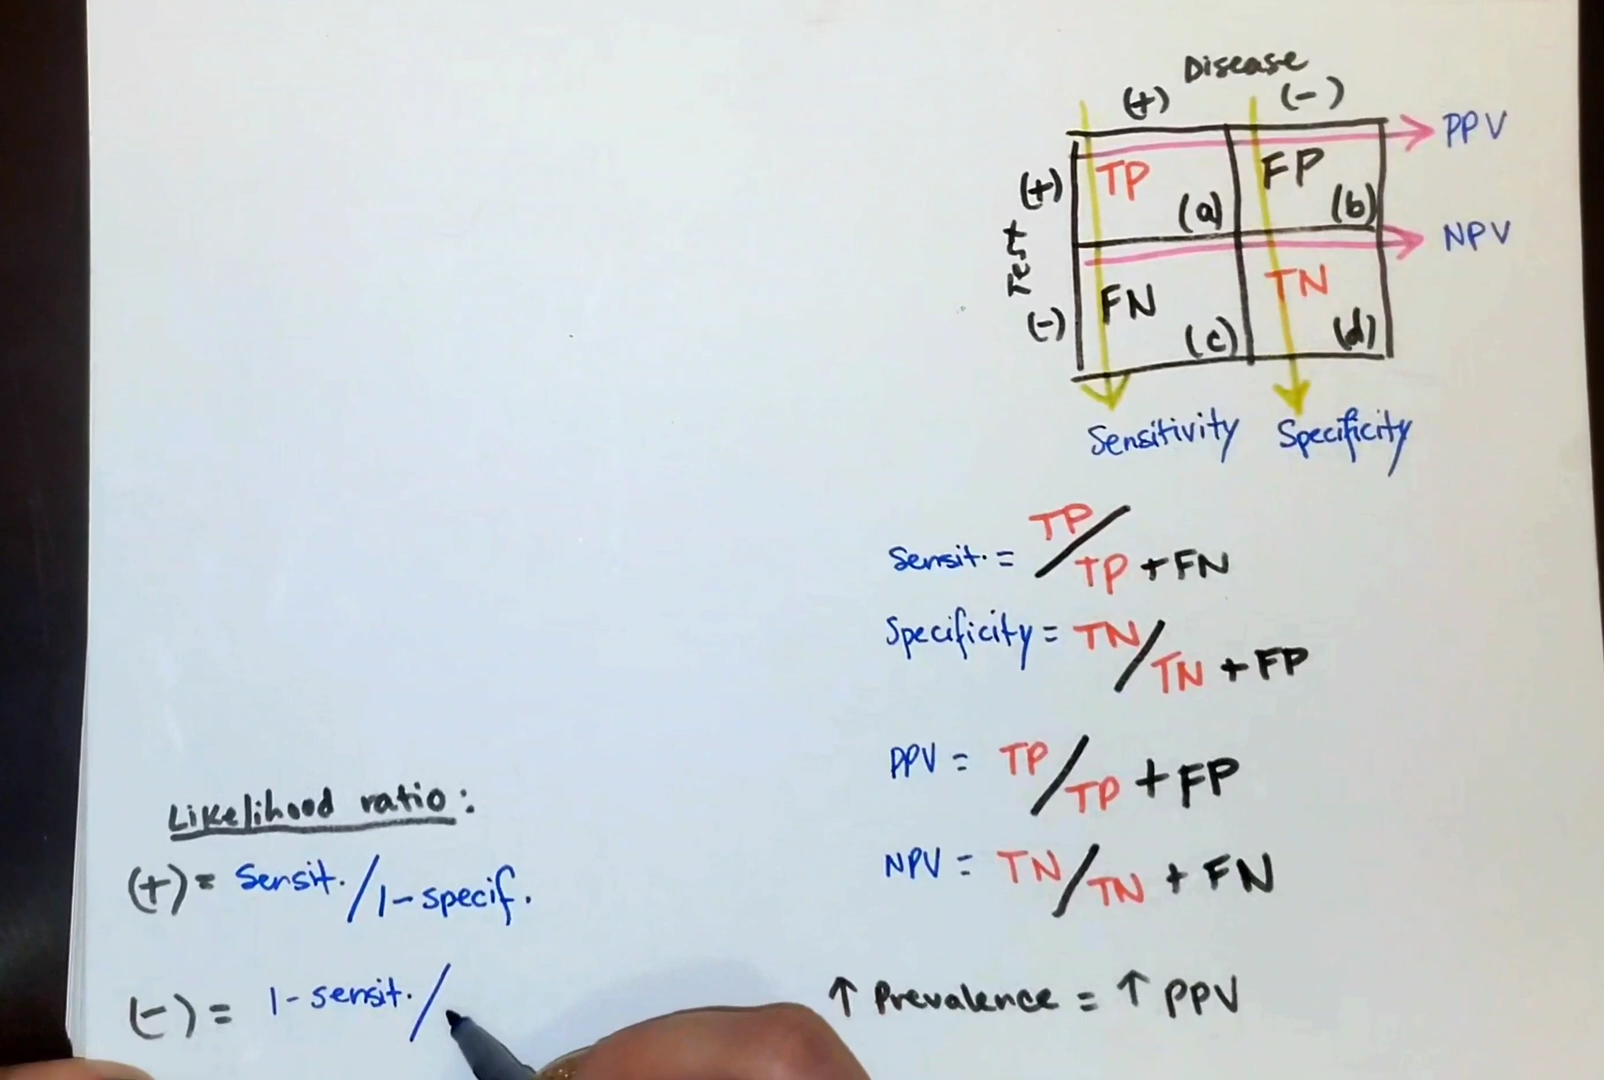 Disease
(+) (-)
PPV
(+) TP (a) FP (b)
Test
NPV
(-) FN (c) TN (d)
Sensitivity Specificity
Sensit. = TP/TP + FN
Specificity = TN/TN + FP
PPV = TP/TP + FP
NPV = TN/TN + FN
↑ Prevalence = ↑ PPV
Likelihood ratio:
(+) = Sensit./1-specif.
(-) = 1-sensit./